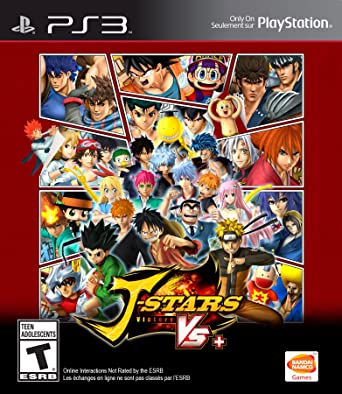 PS3
Only On
Seulement sur
PlayStation
J-STARS
Victory
VS+
TEEN
ADOLESCENTS
T
ESRB
Online Interactions Not Rated by the ESRB
Les échanges en ligne ne sont pas classés par l'ESRB
BANDAI
NAMCO
Games